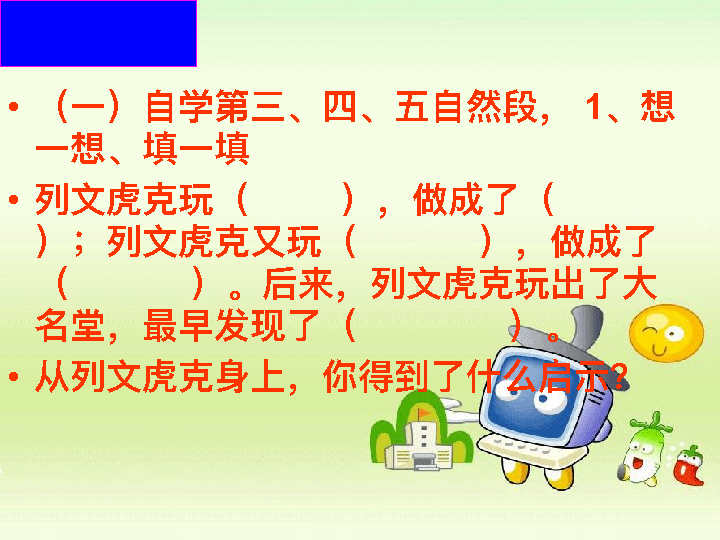 • （一）自学第三、四、五自然段， 1、想
一想、填一填
• 列文虎克玩（　　），做成了（
）；列文虎克又玩（　　　），做成了
（　　　）。后来，列文虎克玩出了大
名堂，最早发现了（　　　　）。
• 从列文虎克身上，你得到了什么启示？